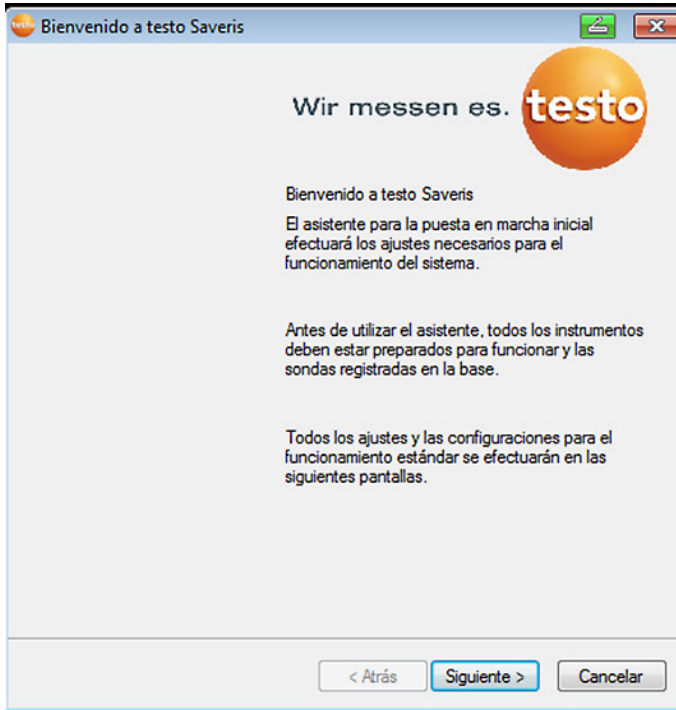 Bienvenido a testo Saveris
Wir messen es. testo
Bienvenido a testo Saveris
El asistente para la puesta en marcha inicial
efectuará los ajustes necesarios para el
funcionamiento del sistema.
Antes de utilizar el asistente, todos los instrumentos
deben estar preparados para funcionar y las
sondas registradas en la base.
Todos los ajustes y las configuraciones para el
funcionamiento estándar se efectuarán en las
siguientes pantallas.
< Atrás Siguiente > Cancelar